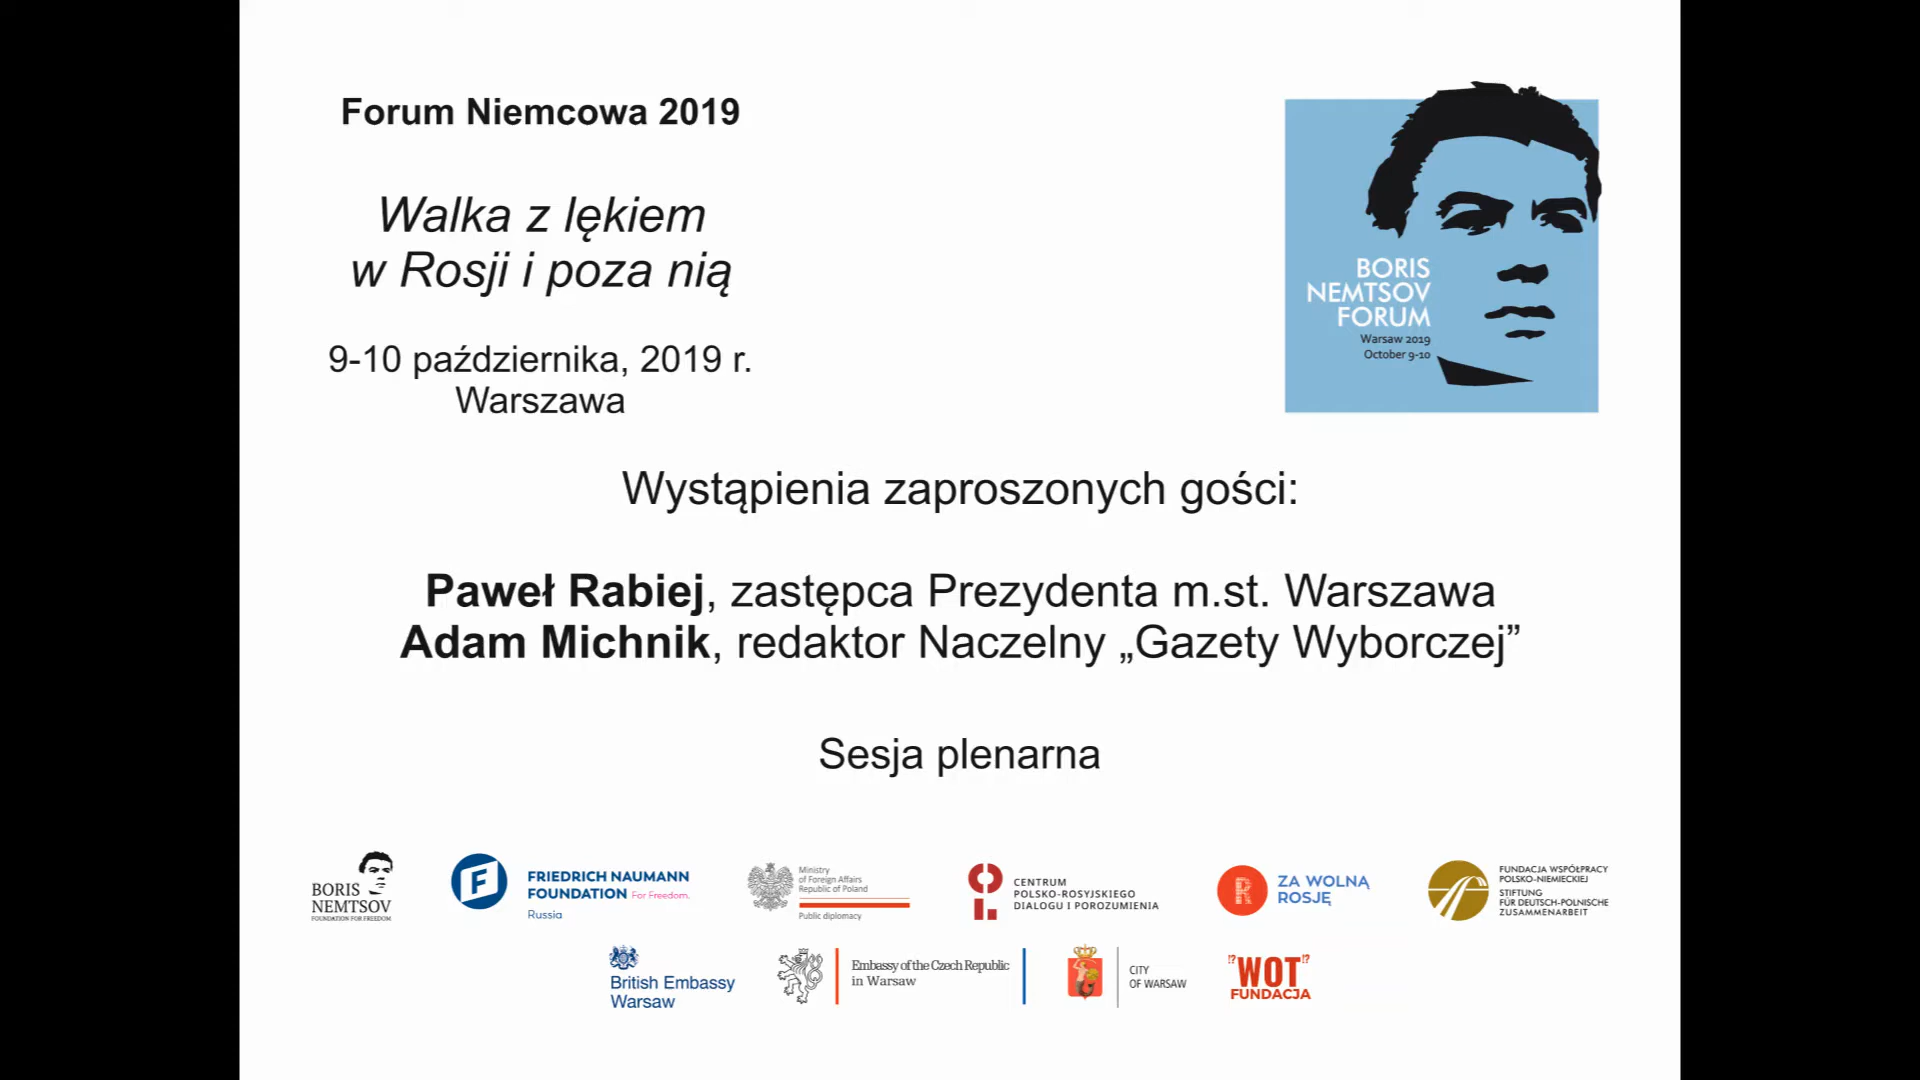 Forum Niemcowa 2019
Walka z lękiem
w Rosji i poza nią
9-10 października, 2019 r.
Warszawa
BORIS
NEMTSOV
FORUM
Warsaw 2019
October 9-10
Wystąpienia zaproszonych gości:
Paweł Rabiej, zastępca Prezydenta m.st. Warszawa
Adam Michnik, redaktor Naczelny „Gazety Wyborczej”
Sesja plenarna
BORIS
NEMTSOV
FOUNDATION FOR FREEDOM
FRIEDRICH NAUMANN
FOUNDATION For Freedom.
Russia
Ministry
of Foreign Affairs
Republic of Poland
Public diplomacy
CENTRUM
POLSKO-ROSYJSKIEGO
DIALOGU I POROZUMIENIA
R
ZA WOLNĄ
ROSJĘ
FUNDACJA WSPÓŁPRACY
POLSKO-NIEMIECKIEJ
STIFTUNG
FÜR DEUTSCH-POLNISCHE
ZUSAMMENARBEIT
British Embassy
Warsaw
Embassy of the Czech Republic
in Warsaw
CITY
OF WARSAW
!?WOT!?
FUNDACJA